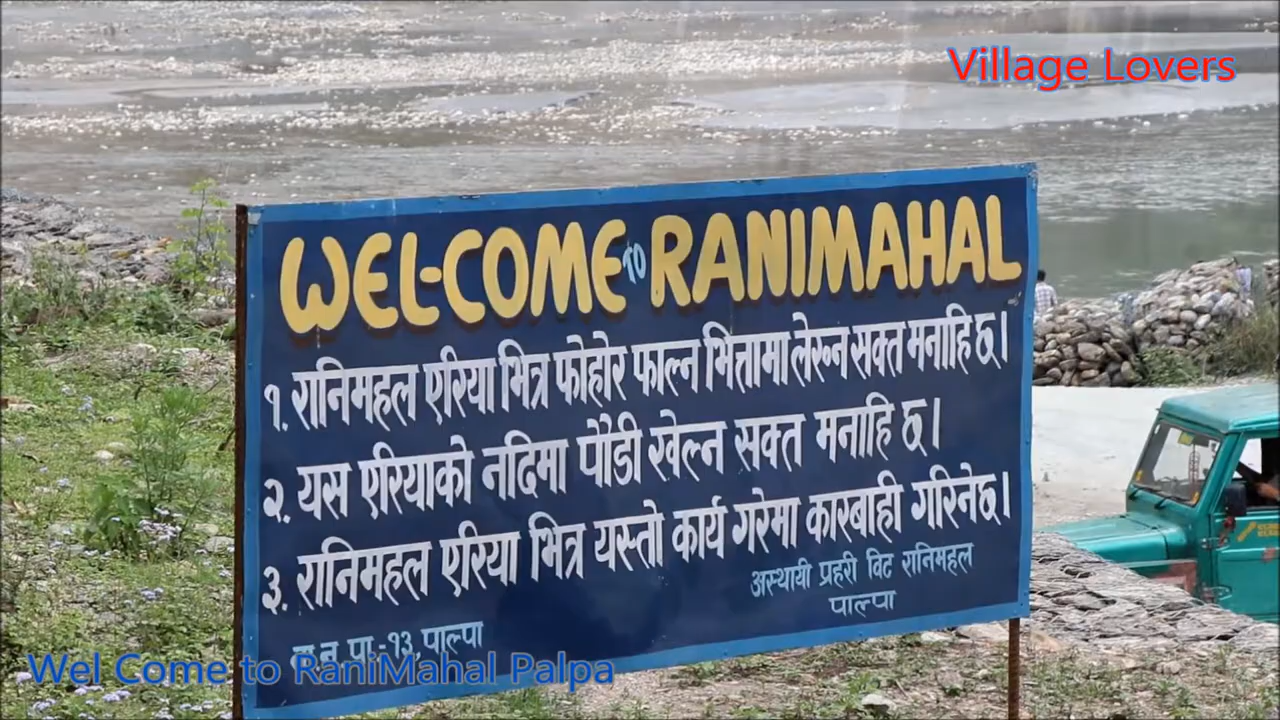 Village Lovers
WEL-COME TO RANIMAHAL
१. रानिमहल एरिया भित्र फोहोर फाल्न भित्तामा लेख्न सक्त मनाहि छ।
२. यस एरियाको नदिमा पौडी खेल्न सक्त मनाहि छ।
३. रानिमहल एरिया भित्र यस्तो कार्य गरेमा कारबाही गरिनेछ।
अस्थायी प्रहरी विट रानिमहल
पाल्पा
न. पा.-१३, पाल्पा
Wel Come to RaniMahal Palpa